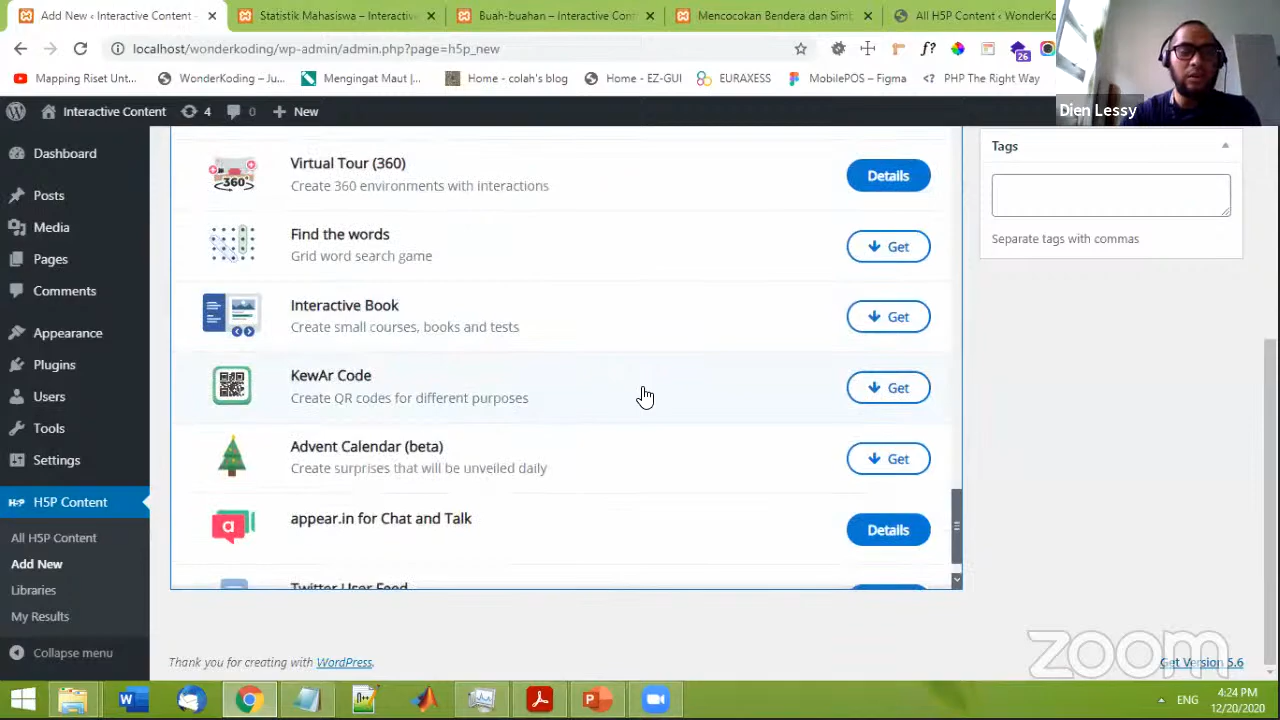 Add New ‹ Interactive Content -
Statistik Mahasiswa – Interactive
Buah-buahan – Interactive Cont
Mencocokan Bendera dan Simb
All H5P Content ‹ WonderKo
localhost/wonderkoding/wp-admin/admin.php?page=h5p_new
f?
26
Mapping Riset Unt...
WonderKoding – Ju...
Mengingat Maut |...
Home - colah's blog
Home - EZ-GUI
EURAXESS
MobilePOS – Figma
<?
PHP The Right Way
Dien Lessy
Interactive Content
4
0
New
Dashboard
Posts
Media
Pages
Comments
Appearance
Plugins
Users
Tools
Settings
H5P
H5P Content
All H5P Content
Add New
Libraries
My Results
Collapse menu
360°
Virtual Tour (360)
Create 360 environments with interactions
Details
Find the words
Grid word search game
Get
Interactive Book
Create small courses, books and tests
Get
KewAr Code
Create QR codes for different purposes
Get
Advent Calendar (beta)
Create surprises that will be unveiled daily
Get
a
appear.in for Chat and Talk
Details
Twitter User Feed
Tags
Separate tags with commas
Thank you for creating with WordPress.
Get Version 5.6
zoom
ENG
4:24 PM
12/20/2020